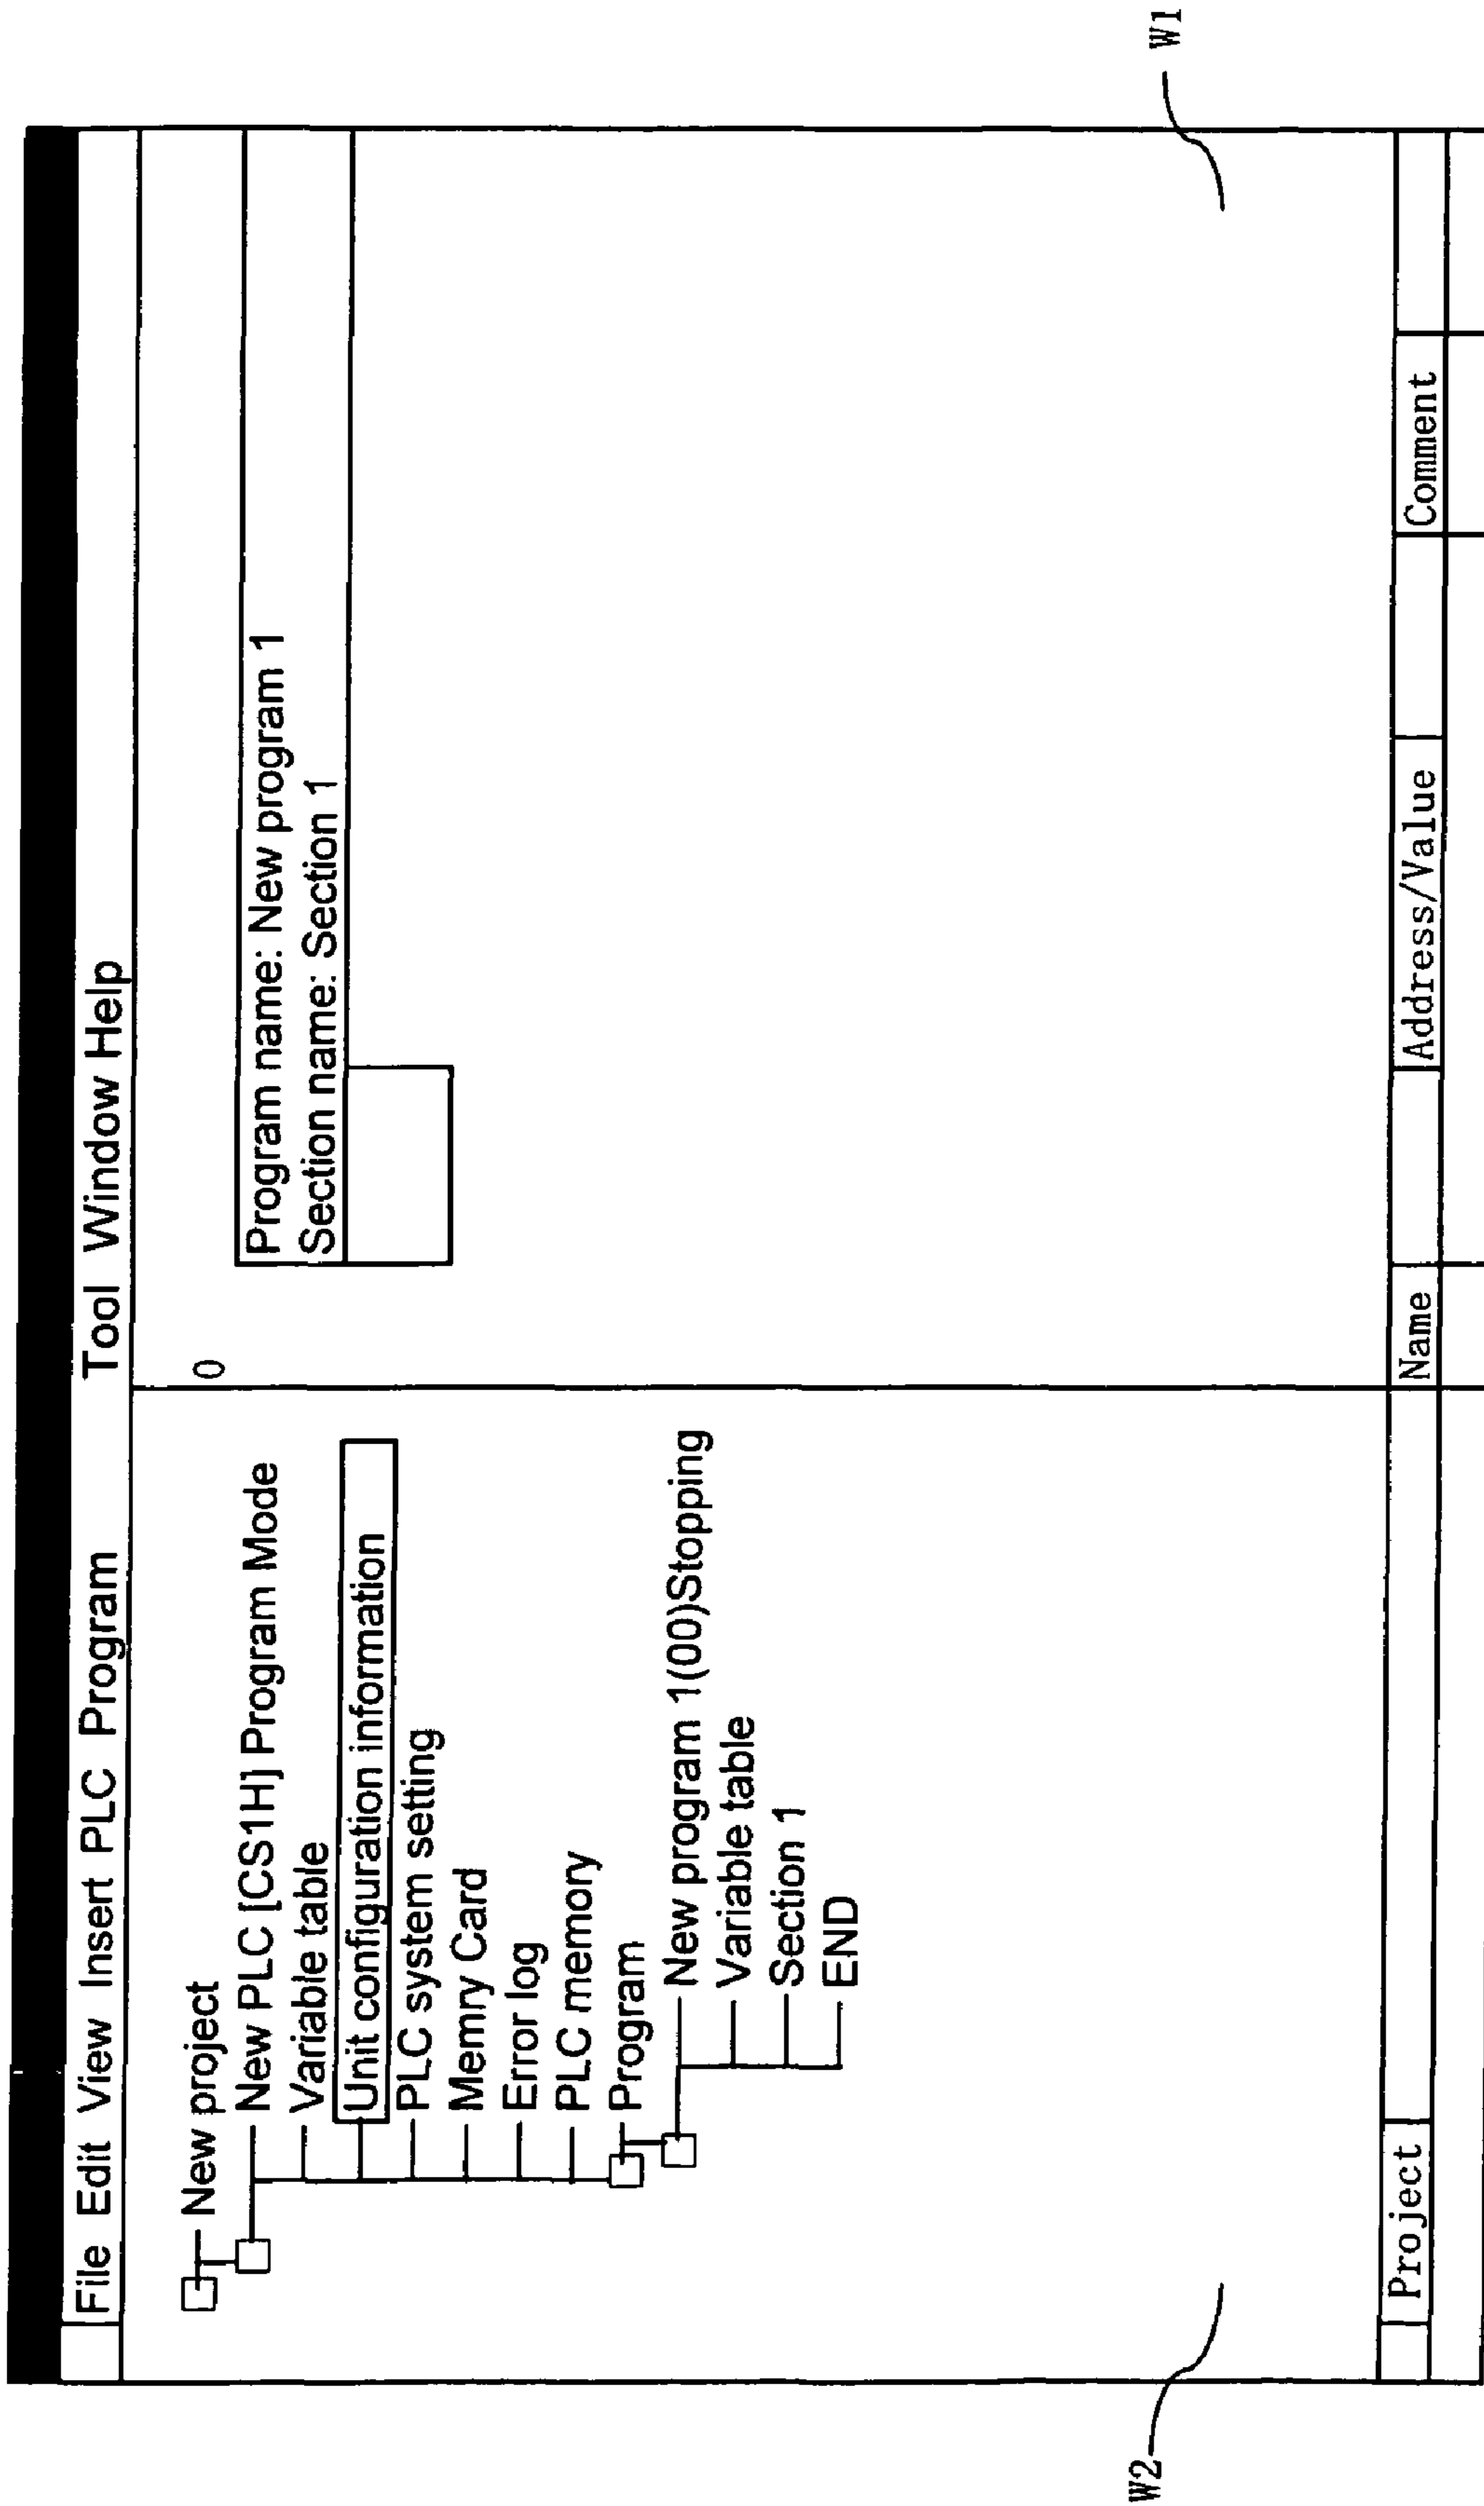 File Edit View Insert PLC Program Tool Window Help
New project
New PLC [CS1H] Program Mode
Variable table
Unit configuration information
PLC system setting
Memry Card
Error log
PLC memory
Program
New program 1(00)Stopping
Variable table
Section 1
END
0
Program name: New program 1
Section name: Section 1
W2
W1
Project Name Address/Value Comment